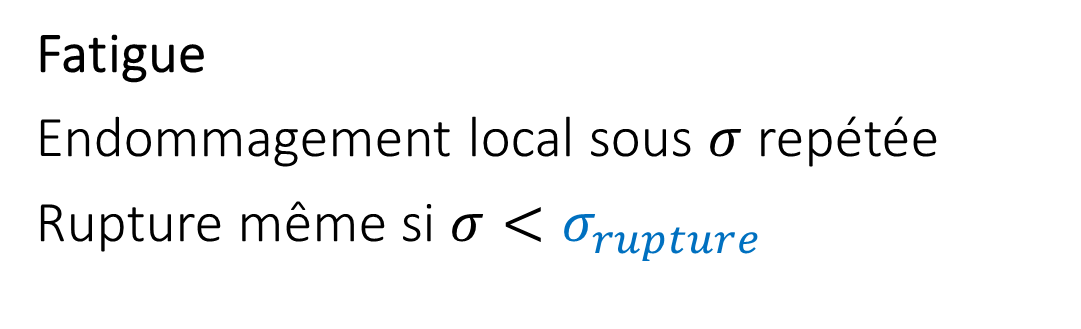 Fatigue
Endommagement local sous σ repétée
Rupture même si σ < σ_rupture